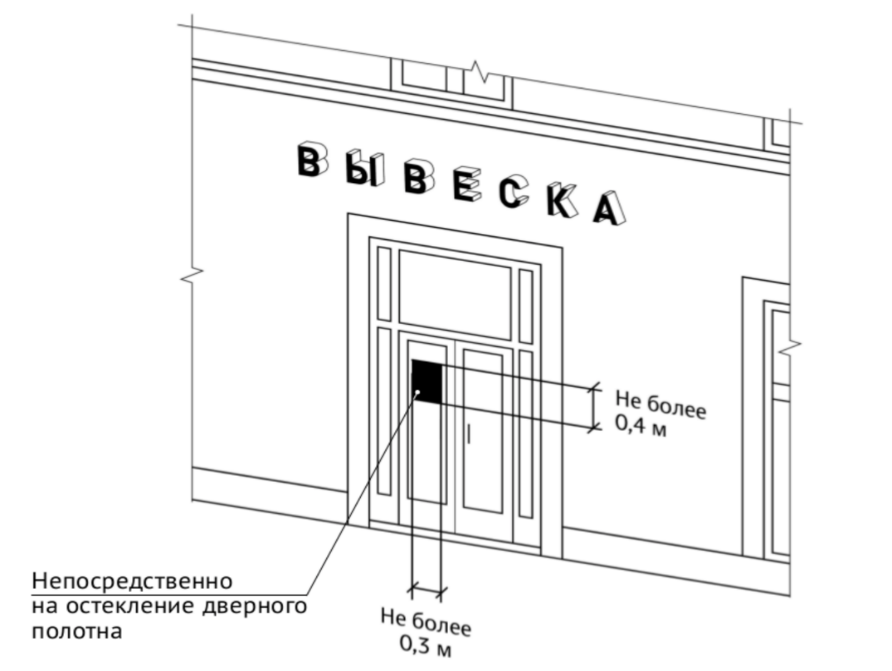 ВЫВЕСКА
Не более
0,4 м
Непосредственно
на остекление дверного
полотна
Не более
0,3 м